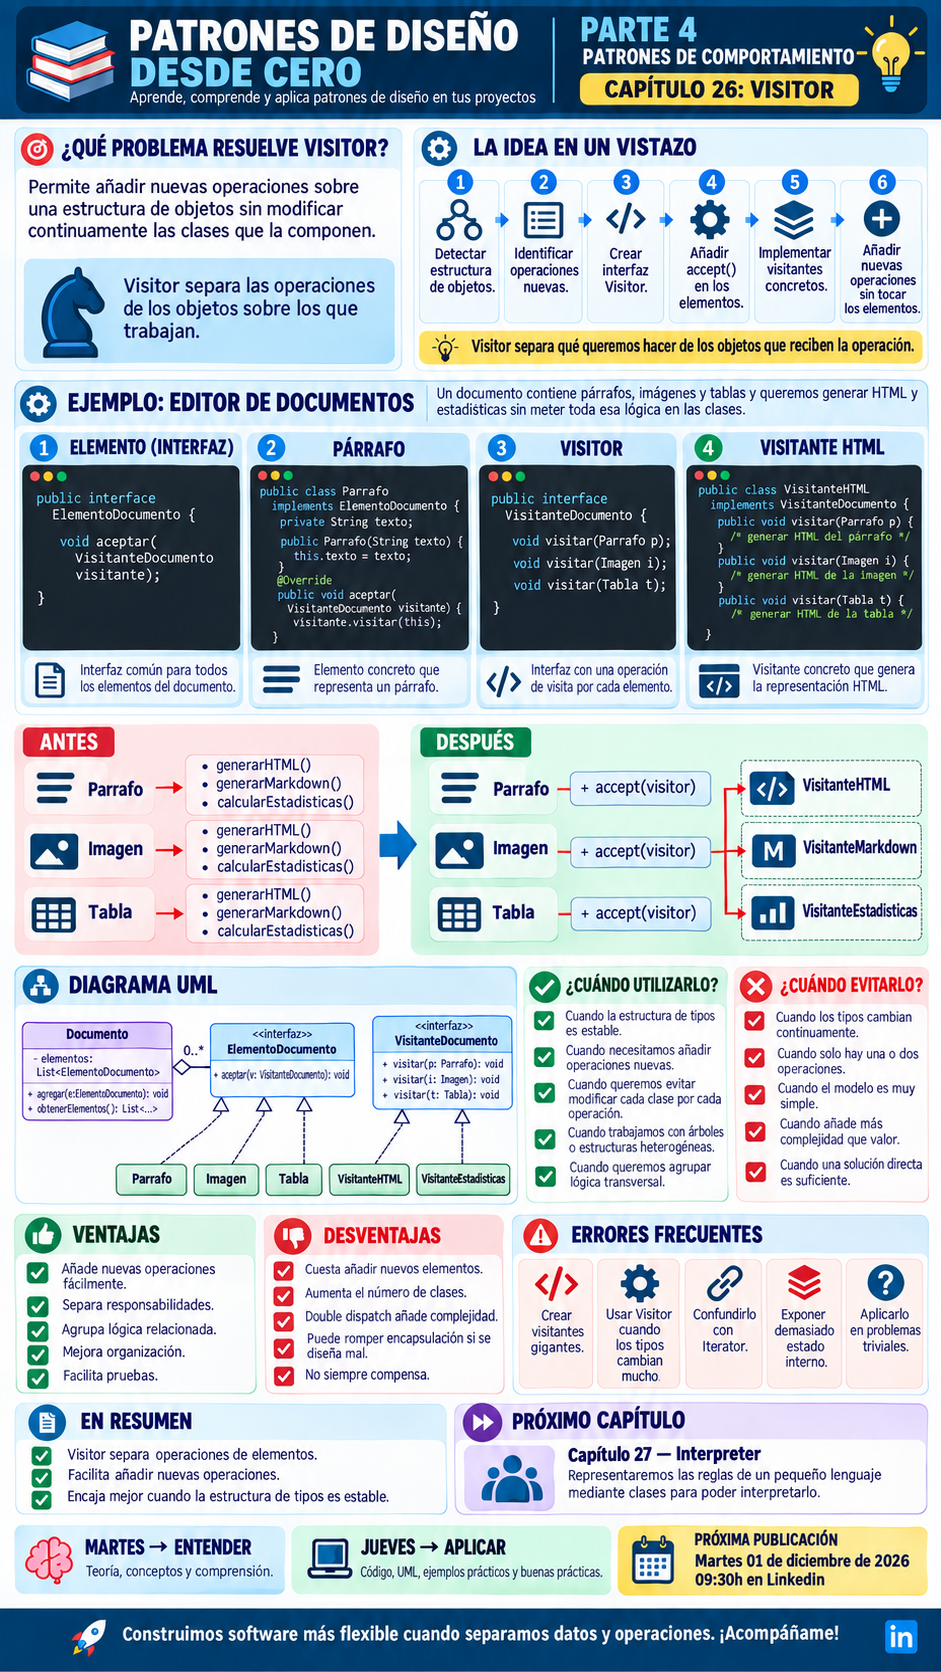 PATRONES DE DISEÑO
DESDE CERO
Aprende, comprende y aplica patrones de diseño en tus proyectos
PARTE 4
PATRONES DE COMPORTAMIENTO
CAPÍTULO 26: VISITOR
¿QUÉ PROBLEMA RESUELVE VISITOR?
Permite añadir nuevas operaciones sobre
una estructura de objetos sin modificar
continuamente las clases que la componen.
Visitor separa las operaciones
de los objetos sobre los que
trabajan.
LA IDEA EN UN VISTAZO
1
Detectar
estructura
de objetos.
2
Identificar
operaciones
nuevas.
3
Crear
interfaz
Visitor.
4
Añadir
accept()
en los
elementos.
5
Implementar
visitantes
concretos.
6
Añadir
nuevas
operaciones
sin tocar
los elementos.
Visitor separa qué queremos hacer de los objetos que reciben la operación.
EJEMPLO: EDITOR DE DOCUMENTOS
Un documento contiene párrafos, imágenes y tablas y queremos generar HTML y
estadísticas sin meter toda esa lógica en las clases.
1 ELEMENTO (INTERFAZ)
public interface
ElementoDocumento {
void aceptar(
VisitanteDocumento
visitante);
}
Interfaz común para todos
los elementos del documento.
2 PÁRRAFO
public class Parrafo
implements ElementoDocumento {
private String texto;
public Parrafo(String texto) {
this.texto = texto;
}
@Override
public void aceptar(
VisitanteDocumento visitante) {
visitante.visitar(this);
}
Elemento concreto que
representa un párrafo.
3 VISITOR
public interface
VisitanteDocumento {
void visitar(Parrafo p);
void visitar(Imagen i);
void visitar(Tabla t);
}
Interfaz con una operación
de visita por cada elemento.
4 VISITANTE HTML
public class VisitanteHTML
implements VisitanteDocumento {
public void visitar(Parrafo p) {
/* generar HTML del párrafo */
}
public void visitar(Imagen i) {
/* generar HTML de la imagen */
}
public void visitar(Tabla t) {
/* generar HTML de la tabla */
}
Visitante concreto que genera
la representación HTML.
ANTES
Parrafo
• generarHTML()
• generarMarkdown()
• calcularEstadisticas()
Imagen
• generarHTML()
• generarMarkdown()
• calcularEstadisticas()
Tabla
• generarHTML()
• generarMarkdown()
• calcularEstadisticas()
DESPUÉS
Parrafo
+ accept(visitor)
Imagen
+ accept(visitor)
Tabla
+ accept(visitor)
VisitanteHTML
M VisitanteMarkdown
VisitanteEstadisticas
DIAGRAMA UML
Documento
- elementos:
List<ElementoDocumento>
+ agregar(e:ElementoDocumento): void
+ obtenerElementos(): List<...>
0..*
<<interfaz>>
ElementoDocumento
+ aceptar(v: VisitanteDocumento): void
<<interfaz>>
VisitanteDocumento
+ visitar(p: Parrafo): void
+ visitar(i: Imagen): void
+ visitar(t: Tabla): void
Parrafo
Imagen
Tabla
VisitanteHTML
VisitanteEstadisticas
¿CUÁNDO UTILIZARLO?
Cuando la estructura de tipos
es estable.
Cuando necesitamos añadir
operaciones nuevas.
Cuando queremos evitar
modificar cada clase por cada
operación.
Cuando trabajamos con árboles
o estructuras heterogéneas.
Cuando queremos agrupar
lógica transversal.
¿CUÁNDO EVITARLO?
Cuando los tipos cambian
continuamente.
Cuando solo hay una o dos
operaciones.
Cuando el modelo es muy
simple.
Cuando añade más
complejidad que valor.
Cuando una solución directa
es suficiente.
VENTAJAS
Añade nuevas operaciones
fácilmente.
Separa responsabilidades.
Agrupa lógica relacionada.
Mejora organización.
Facilita pruebas.
DESVENTAJAS
Cuesta añadir nuevos elementos.
Aumenta el número de clases.
Double dispatch añade complejidad.
Puede romper encapsulación si se
diseña mal.
No siempre compensa.
ERRORES FRECUENTES
Crear
visitantes
gigantes.
Usar Visitor
cuando
los tipos
cambian
mucho.
Confundirlo
con
Iterator.
Exponer
demasiado
estado
interno.
?
Aplicarlo
en problemas
triviales.
EN RESUMEN
Visitor separa operaciones de elementos.
Facilita añadir nuevas operaciones.
Encaja mejor cuando la estructura de tipos es estable.
PRÓXIMO CAPÍTULO
Capítulo 27 — Interpreter
Representaremos las reglas de un pequeño lenguaje
mediante clases para poder interpretarlo.
MARTES → ENTENDER
Teoría, conceptos y comprensión.
JUEVES → APLICAR
Código, UML, ejemplos prácticos y buenas prácticas.
PRÓXIMA PUBLICACIÓN
Martes 01 de diciembre de 2026
09:30h en Linkedin
Construimos software más flexible cuando separamos datos y operaciones. ¡Acompáñame!
in